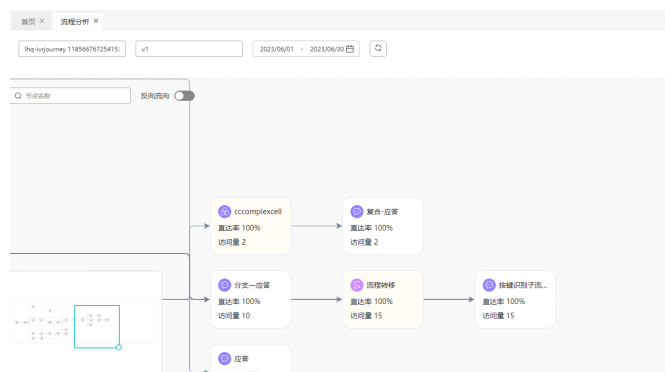 首页 ×
流程分析 ×
lhq-ivrjourney 11856676725415:
v1
2023/06/01 - 2023/06/30
节点名称
反向流向
cccomplexcell
直达率 100%
访问量 2
复合-应答
直达率 100%
访问量 2
分支一应答
直达率 100%
访问量 10
流程转移
直达率 100%
访问量 15
按键识别子流...
直达率 100%
访问量 15
应答